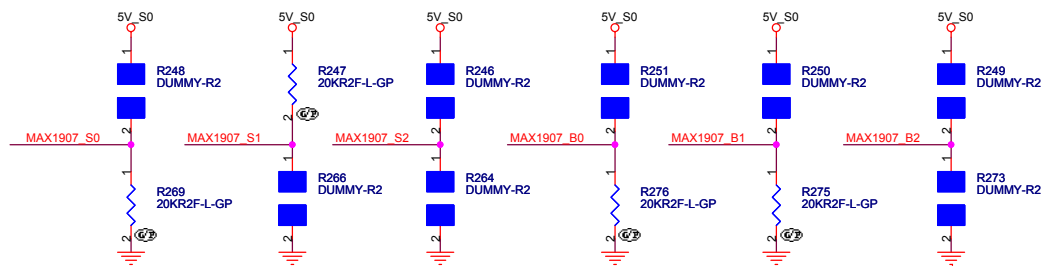 5V_S0 5V_S0 5V_S0 5V_S0 5V_S0 5V_S0
1 1 1 1 1 1
R248 R247 R246 R251 R250 R249
DUMMY-R2 20KR2F-L-GP DUMMY-R2 DUMMY-R2 DUMMY-R2 DUMMY-R2
2 2 G/P 2 2 2 2
MAX1907_S0 MAX1907_S1 MAX1907_S2 MAX1907_B0 MAX1907_B1 MAX1907_B2
1 1 1 1 1 1
R269 R266 R264 R276 R275 R273
20KR2F-L-GP DUMMY-R2 DUMMY-R2 20KR2F-L-GP 20KR2F-L-GP DUMMY-R2
2 G/P 2 2 2 G/P 2 G/P 2